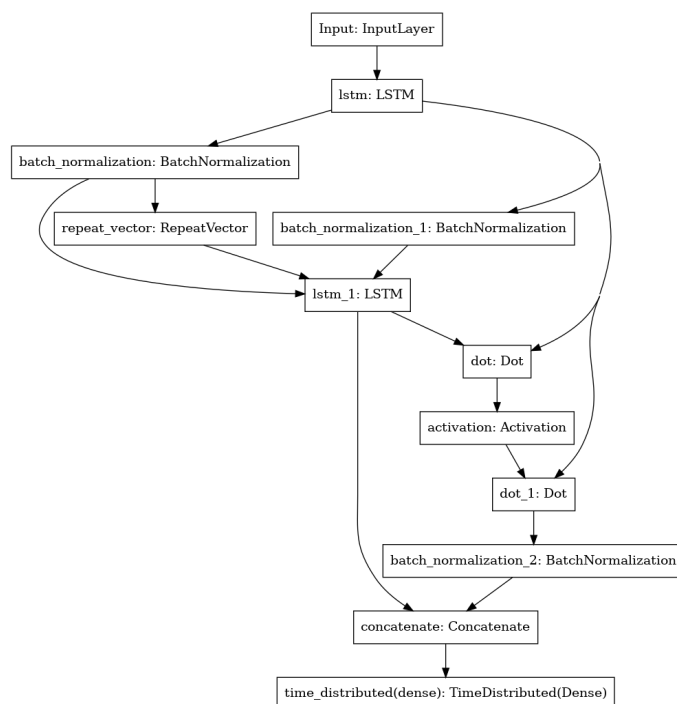 Input: InputLayer
lstm: LSTM
batch_normalization: BatchNormalization
repeat_vector: RepeatVector
batch_normalization_1: BatchNormalization
lstm_1: LSTM
dot: Dot
activation: Activation
dot_1: Dot
batch_normalization_2: BatchNormalization
concatenate: Concatenate
time_distributed(dense): TimeDistributed(Dense)